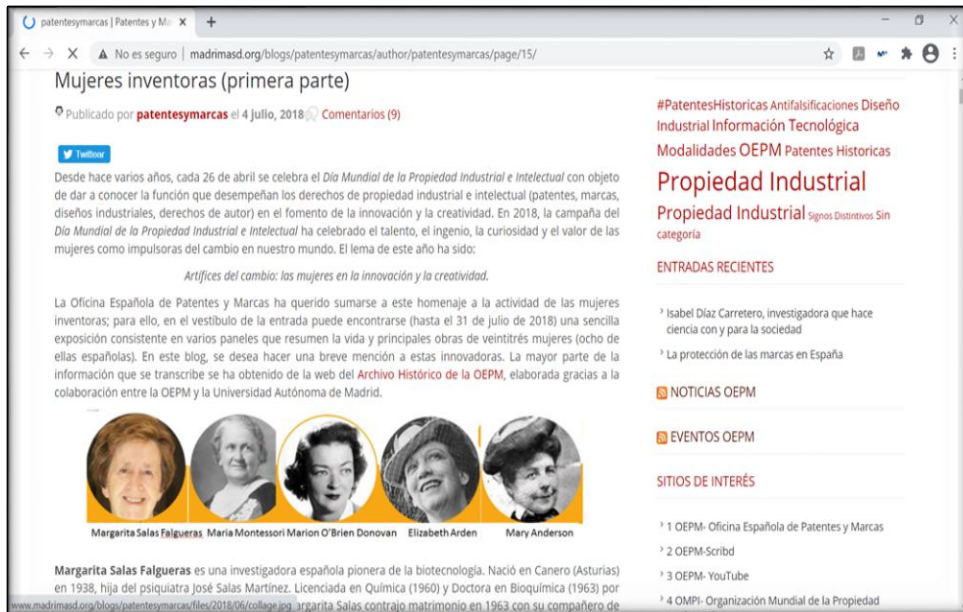 patentesymarcas | Patentes y Ma
No es seguro | madrimasd.org/blogs/patentesymarcas/author/patentesymarcas/page/15/
Mujeres inventoras (primera parte)
Publicado por patentesymarcas el 4 julio, 2018 Comentarios (9)
Twittear
Desde hace varios años, cada 26 de abril se celebra el Día Mundial de la Propiedad Industrial e Intelectual con objeto
de dar a conocer la función que desempeñan los derechos de propiedad industrial e intelectual (patentes, marcas,
diseños industriales, derechos de autor) en el fomento de la innovación y la creatividad. En 2018, la campaña del
Día Mundial de la Propiedad Industrial e Intelectual ha celebrado el talento, el ingenio, la curiosidad y el valor de las
mujeres como impulsoras del cambio en nuestro mundo. El lema de este año ha sido:
Artífices del cambio: las mujeres en la innovación y la creatividad.
La Oficina Española de Patentes y Marcas ha querido sumarse a este homenaje a la actividad de las mujeres
inventoras; para ello, en el vestíbulo de la entrada puede encontrarse (hasta el 31 de julio de 2018) una sencilla
exposición consistente en varios paneles que resumen la vida y principales obras de veintitrés mujeres (ocho de
ellas españolas). En este blog, se desea hacer una breve mención a estas innovadoras. La mayor parte de la
información que se transcribe se ha obtenido de la web del Archivo Histórico de la OEPM, elaborada gracias a la
colaboración entre la OEPM y la Universidad Autónoma de Madrid.
Margarita Salas Falgueras Maria Montessori Marion O'Brien Donovan Elizabeth Arden Mary Anderson
Margarita Salas Falgueras es una investigadora española pionera de la biotecnología. Nació en Canero (Asturias)
en 1938, hija del psiquiatra José Salas Martínez. Licenciada en Química (1960) y Doctora en Bioquímica (1963) por
www.madrimasd.org/blogs/patentesymarcas/files/2018/06/collage.jpg argarita Salas contrajo matrimonio en 1963 con su compañero de
#PatentesHistoricas Antifalsificaciones Diseño
Industrial Información Tecnológica
Modalidades OEPM Patentes Historicas
Propiedad Industrial
Propiedad Industrial Signos Distintivos Sin
categoría
ENTRADAS RECIENTES
Isabel Díaz Carretero, investigadora que hace
ciencia con y para la sociedad
La protección de las marcas en España
NOTICIAS OEPM
EVENTOS OEPM
SITIOS DE INTERÉS
1 OEPM- Oficina Española de Patentes y Marcas
2 OEPM-Scribd
3 OEPM- YouTube
4 OMPI- Organización Mundial de la Propiedad